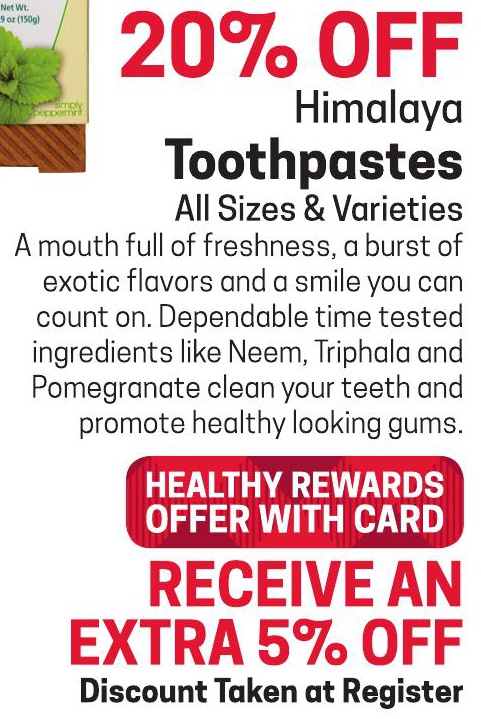 Net Wt.
9 oz (150g)
simply
peppermint
20% OFF
Himalaya
Toothpastes
All Sizes & Varieties
A mouth full of freshness, a burst of
exotic flavors and a smile you can
count on. Dependable time tested
ingredients like Neem, Triphala and
Pomegranate clean your teeth and
promote healthy looking gums.
HEALTHY REWARDS
OFFER WITH CARD
RECEIVE AN
EXTRA 5% OFF
Discount Taken at Register